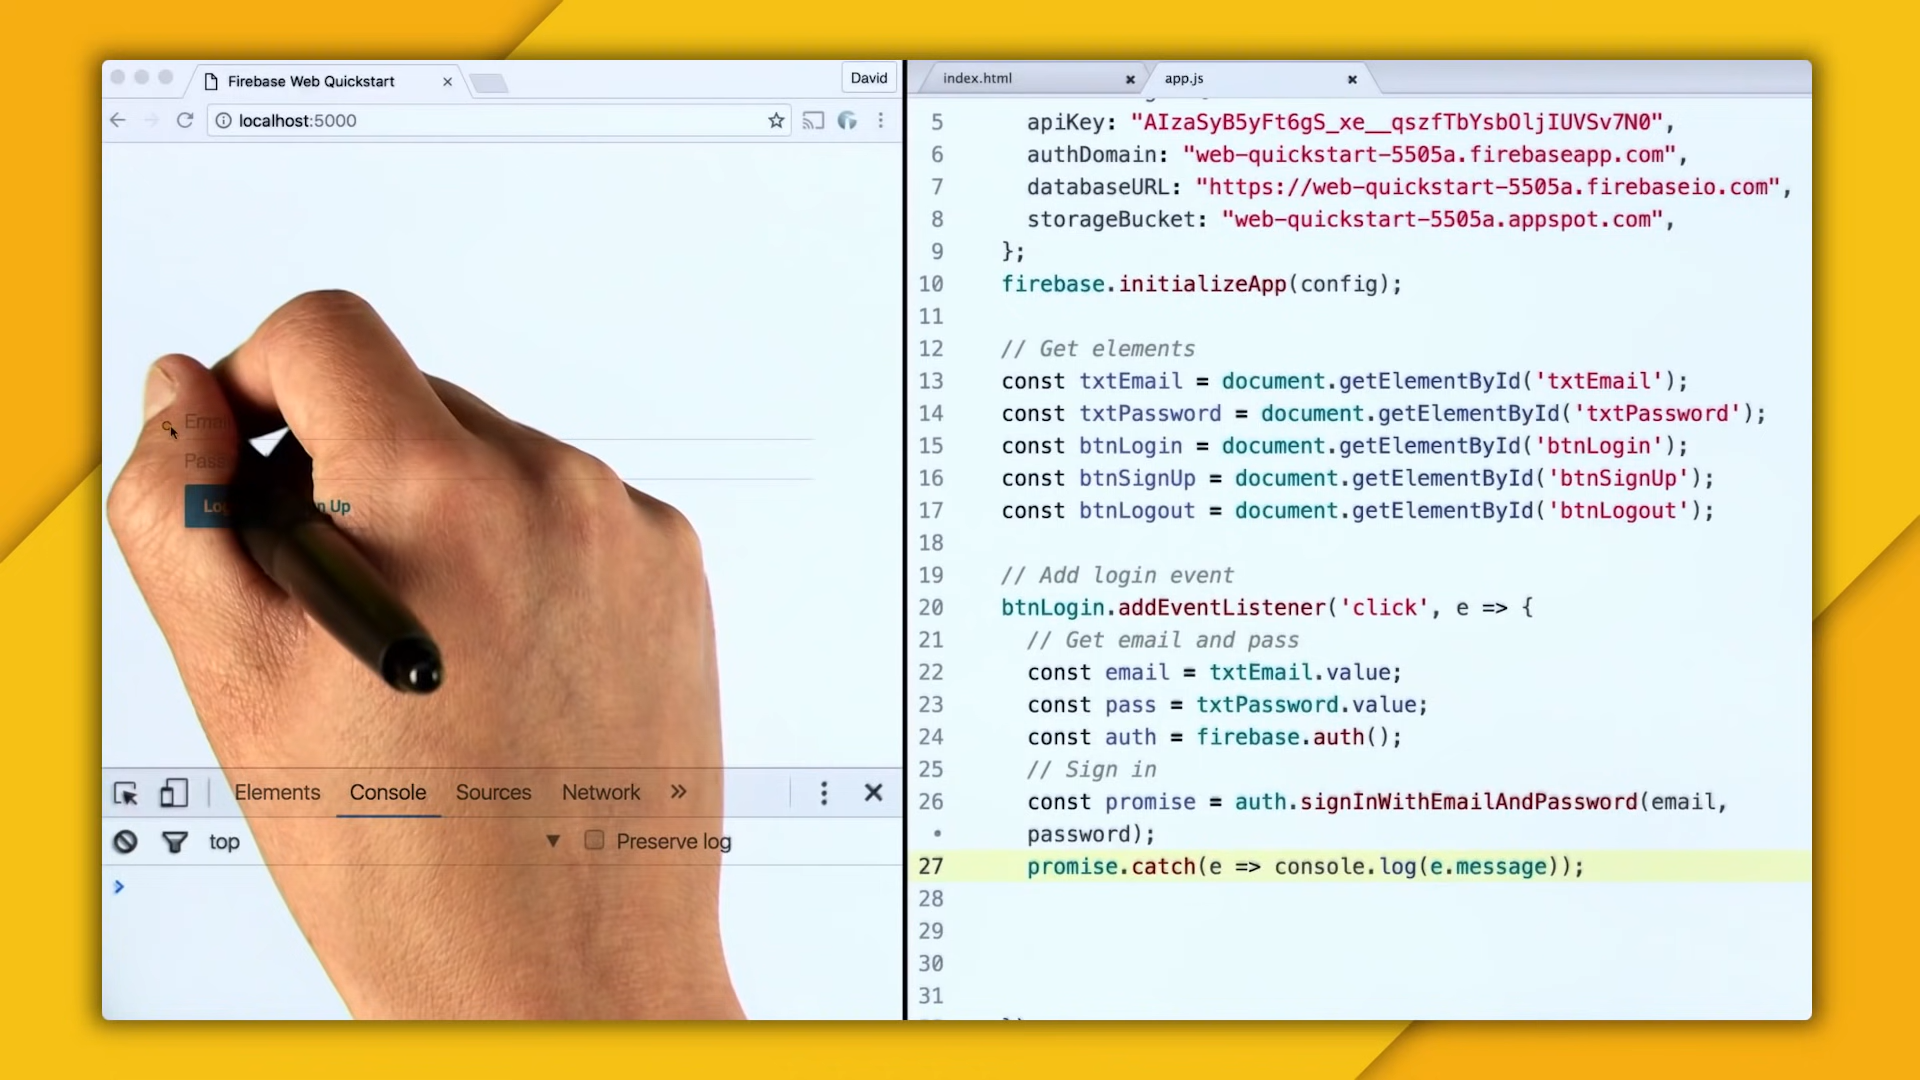 Firebase Web Quickstart
David
localhost:5000
Up
Elements Console Sources Network
top Preserve log
index.html app.js
5 apiKey: "AIzaSyB5yFt6gS_xe__qszfTbYsbOljIUVSv7N0",
6 authDomain: "web-quickstart-5505a.firebaseapp.com",
7 databaseURL: "https://web-quickstart-5505a.firebaseio.com",
8 storageBucket: "web-quickstart-5505a.appspot.com",
9 };
10 firebase.initializeApp(config);
11
12 // Get elements
13 const txtEmail = document.getElementById('txtEmail');
14 const txtPassword = document.getElementById('txtPassword');
15 const btnLogin = document.getElementById('btnLogin');
16 const btnSignUp = document.getElementById('btnSignUp');
17 const btnLogout = document.getElementById('btnLogout');
18
19 // Add login event
20 btnLogin.addEventListener('click', e => {
21 // Get email and pass
22 const email = txtEmail.value;
23 const pass = txtPassword.value;
24 const auth = firebase.auth();
25 // Sign in
26 const promise = auth.signInWithEmailAndPassword(email,
password);
27 promise.catch(e => console.log(e.message));
28
29
30
31